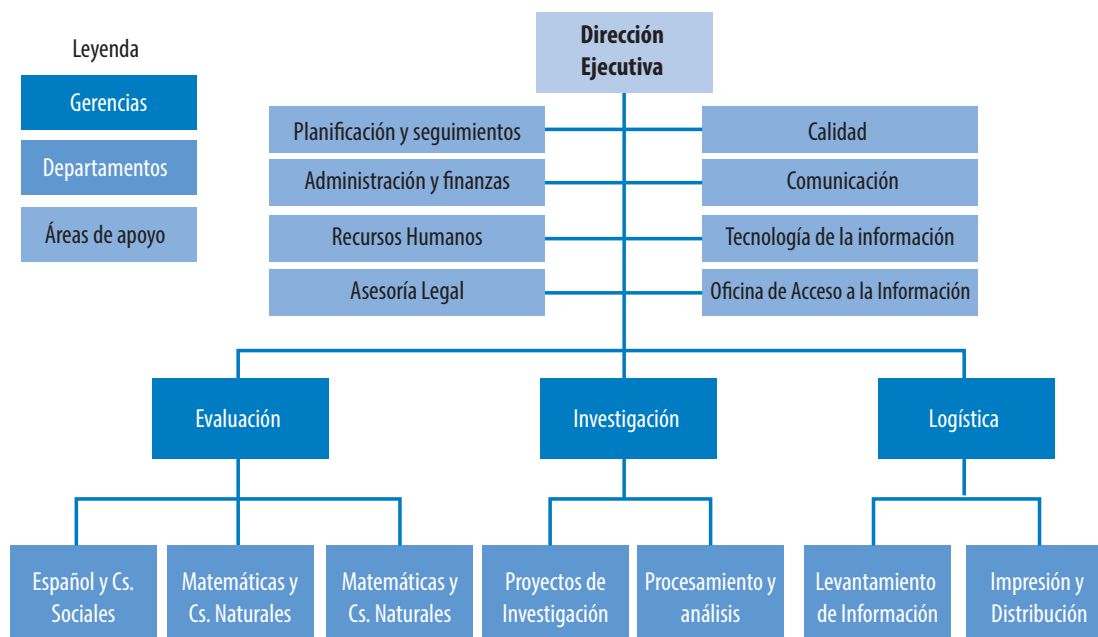 Leyenda
Gerencias
Departamentos
Áreas de apoyo
Dirección
Ejecutiva
Planificación y seguimientos
Calidad
Administración y finanzas
Comunicación
Recursos Humanos
Tecnología de la información
Asesoría Legal
Oficina de Acceso a la Información
Evaluación
Investigación
Logística
Español y Cs.
Sociales
Matemáticas y
Cs. Naturales
Matemáticas y
Cs. Naturales
Proyectos de
Investigación
Procesamiento y
análisis
Levantamiento
de Información
Impresión y
Distribución